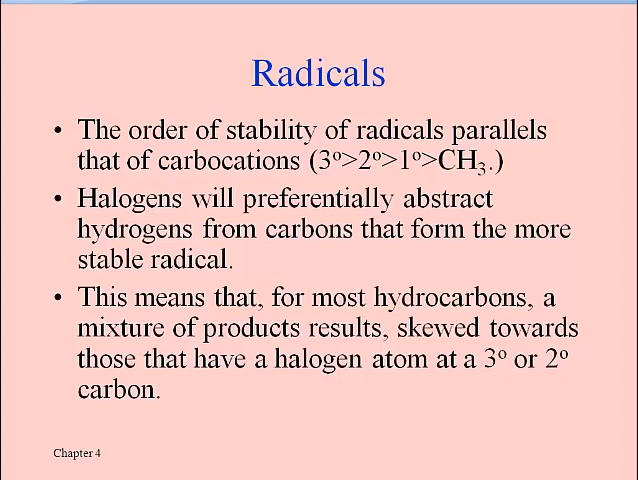 Radicals
• The order of stability of radicals parallels
that of carbocations (3º>2º>1º>CH₃.)
• Halogens will preferentially abstract
hydrogens from carbons that form the more
stable radical.
• This means that, for most hydrocarbons, a
mixture of products results, skewed towards
those that have a halogen atom at a 3º or 2º
carbon.
Chapter 4